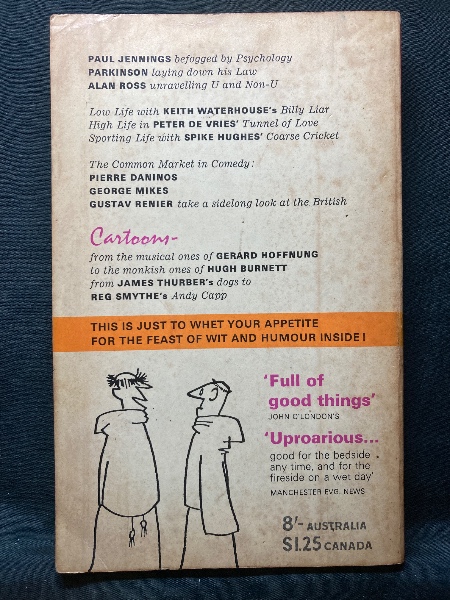 PAUL JENNINGS befogged by Psychology
PARKINSON laying down his Law
ALAN ROSS unravelling U and Non-U
Low Life with KEITH WATERHOUSE's Billy Liar
High Life in PETER DE VRIES' Tunnel of Love
Sporting Life with SPIKE HUGHES' Coarse Cricket
The Common Market in Comedy:
PIERRE DANINOS
GEORGE MIKES
GUSTAV RENIER take a sidelong look at the British
Cartoons-
from the musical ones of GERARD HOFFNUNG
to the monkish ones of HUGH BURNETT
from JAMES THURBER's dogs to
REG SMYTHE's Andy Capp
THIS IS JUST TO WHET YOUR APPETITE
FOR THE FEAST OF WIT AND HUMOUR INSIDE!
'Full of
good things'
JOHN O'LONDON'S
'Uproarious...
good for the bedside
any time, and for the
fireside on a wet day'
MANCHESTER EVG. NEWS
8'- AUSTRALIA
$1.25 CANADA